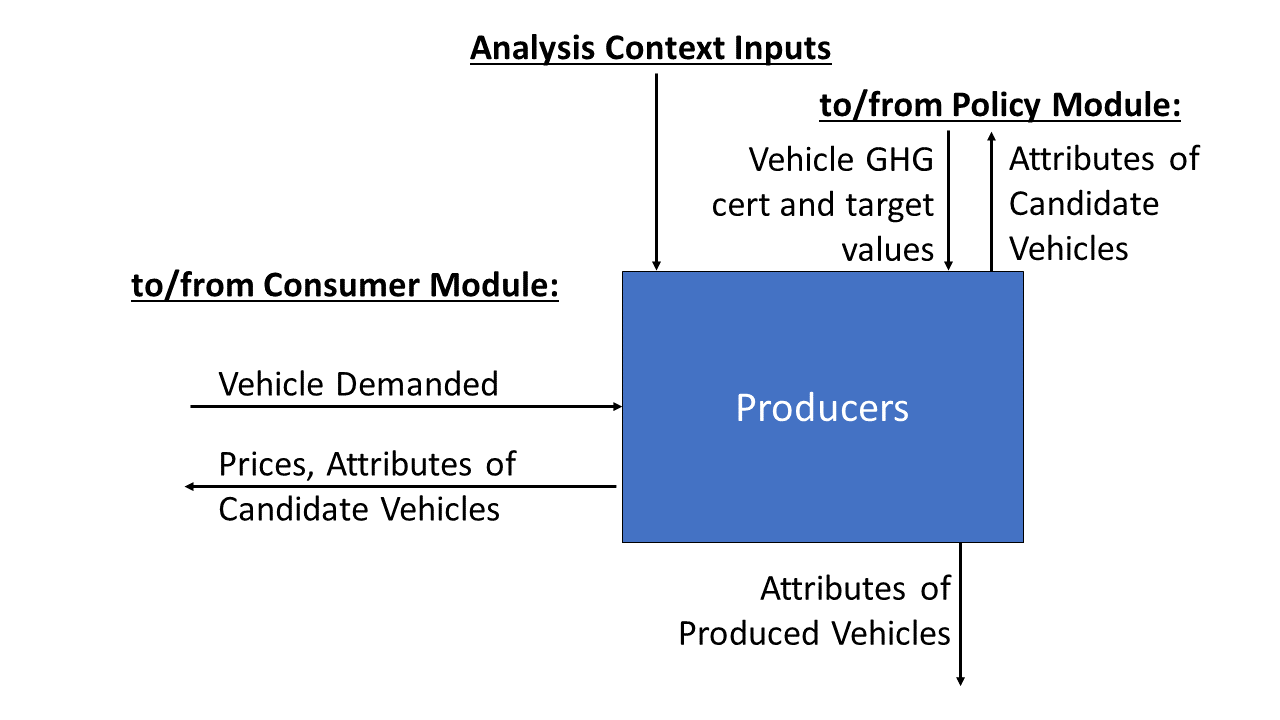 Analysis Context Inputs
to/from Policy Module:
Vehicle GHG
cert and target
values
Attributes of
Candidate
Vehicles
to/from Consumer Module:
Vehicle Demanded
Prices, Attributes of
Candidate Vehicles
Producers
Attributes of
Produced Vehicles